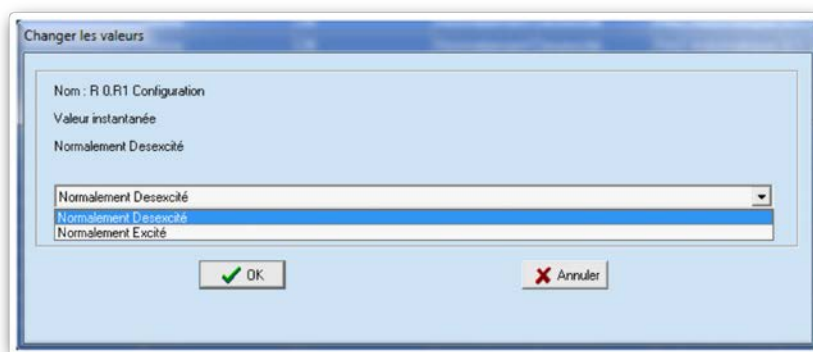 Changer les valeurs
Nom : R 0.R1 Configuration
Valeur instantanée
Normalement Desexcité
Normalement Desexcité
Normalement Desexcité
Normalement Excité
OK
Annuler